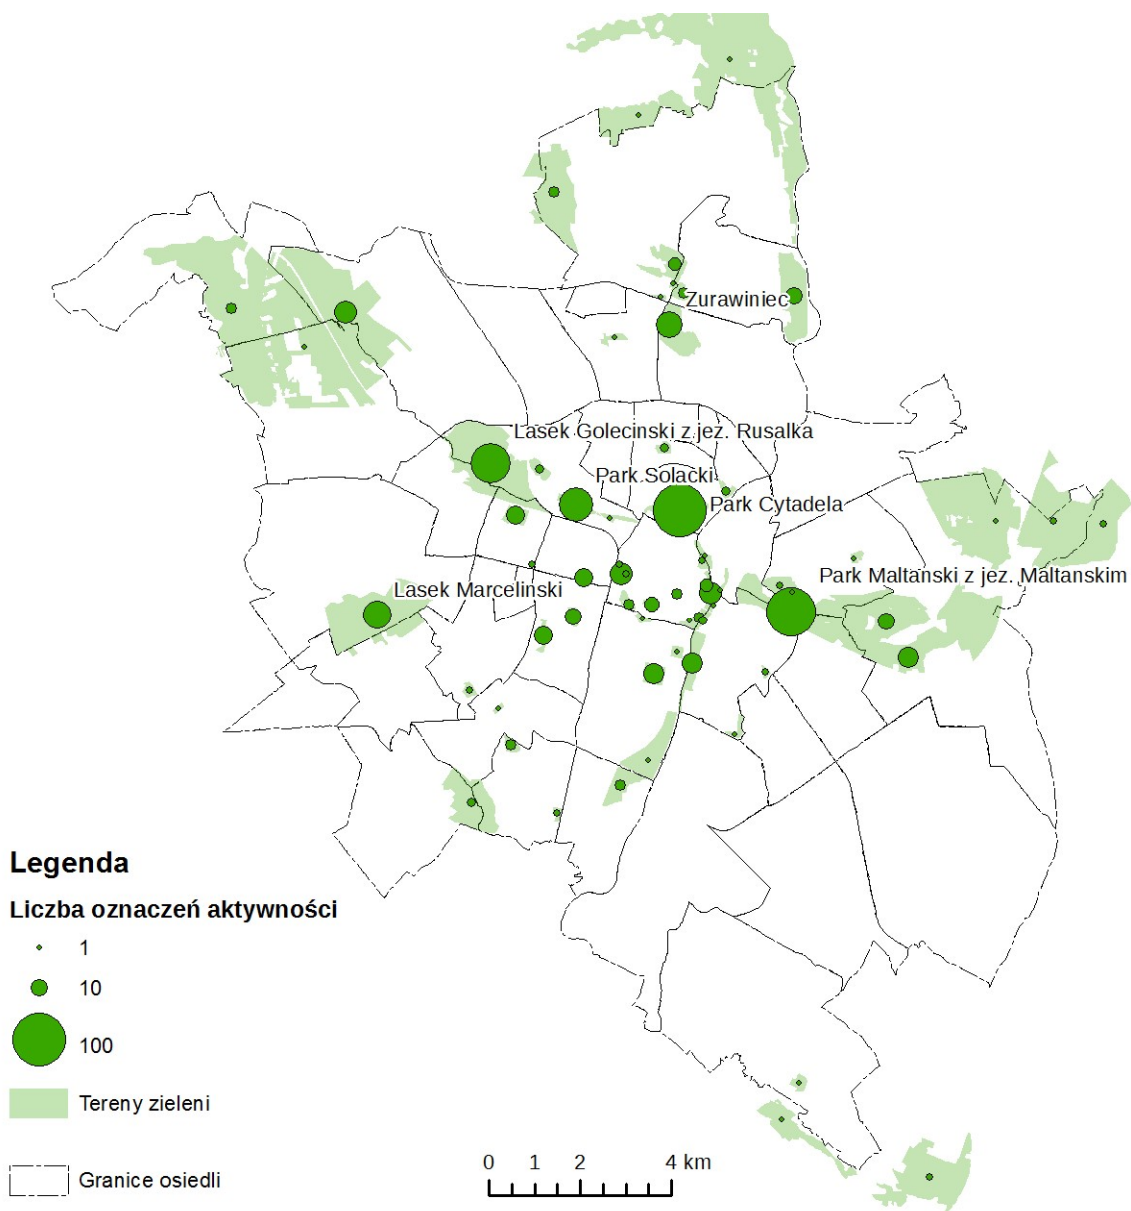 Zurawiniec
Lasek Golecinski z jez. Rusalka
Park Solacki
Park Cytadela
Park Maltanski z jez. Maltanskim
Lasek Marcelinski
Legenda
Liczba oznaczeń aktywności
1
10
100
Tereny zieleni
Granice osiedli
0 1 2 4 km